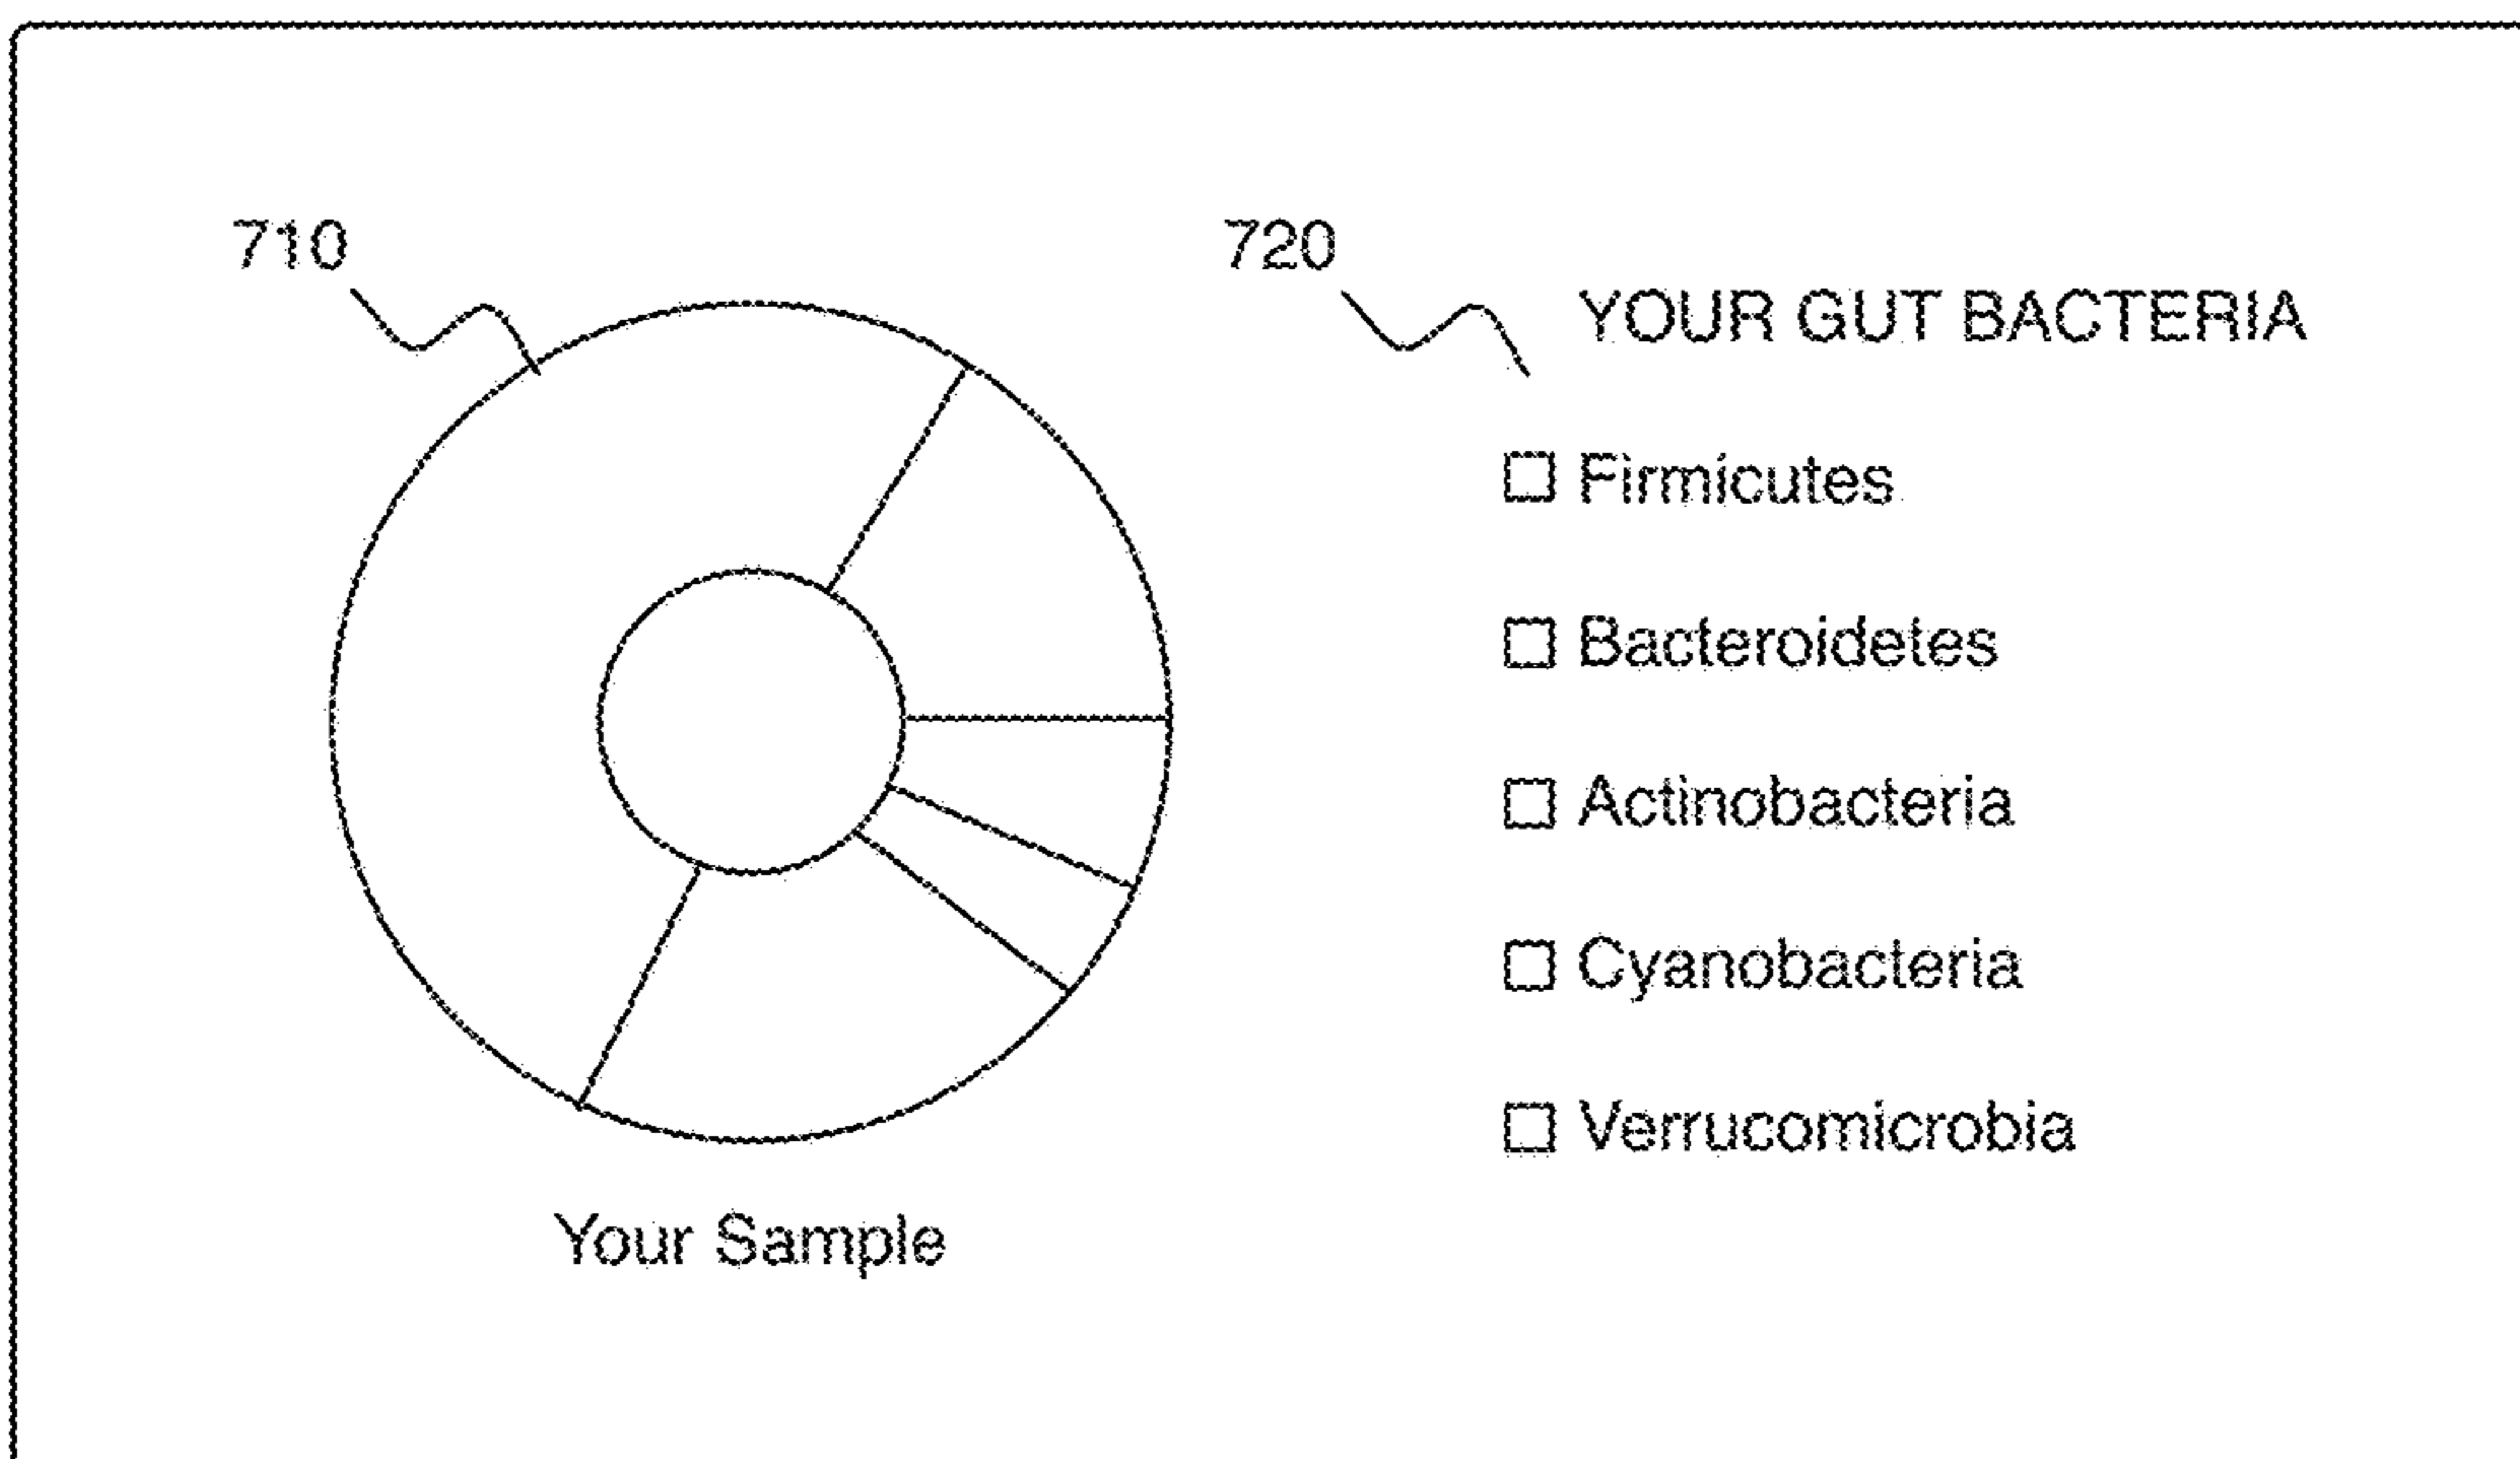 710
720
YOUR GUT BACTERIA
Firmicutes
Bacteroidetes
Actinobacteria
Cyanobacteria
Verrucomicrobia
Your Sample